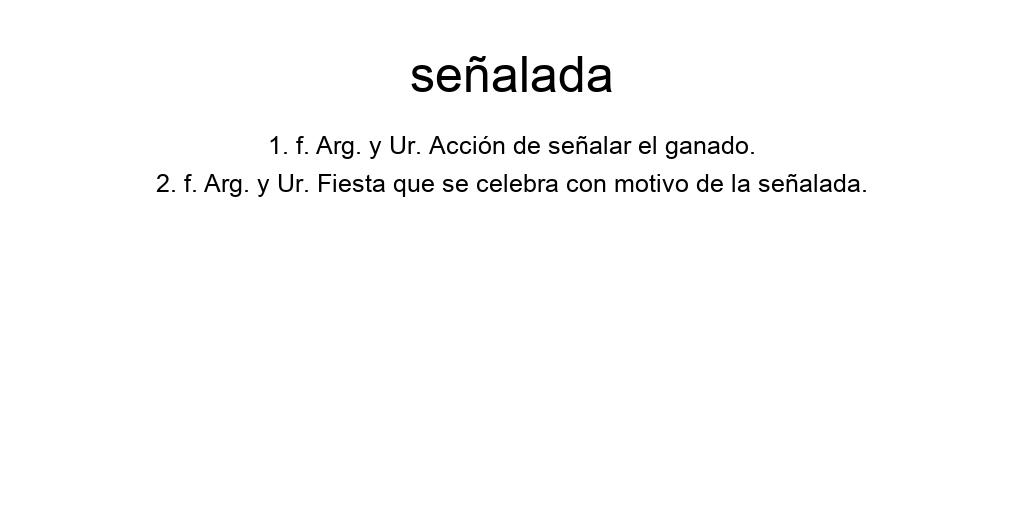 señalada
1. f. Arg. y Ur. Acción de señalar el ganado.
2. f. Arg. y Ur. Fiesta que se celebra con motivo de la señalada.